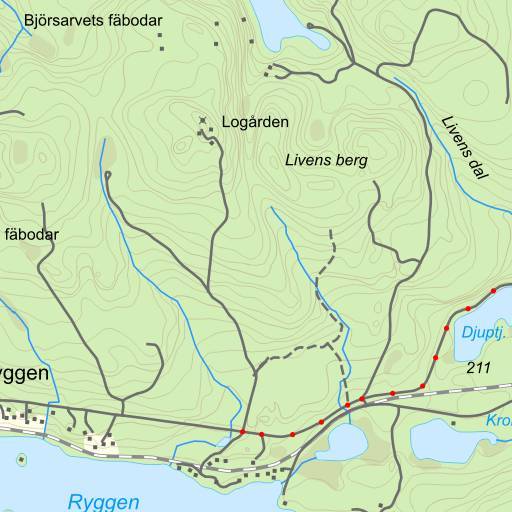 Björsarvets fäbodar
Logården
Livens dal
Livens berg
fäbodar
Djuptj.
211
yggen
Kro
Ryggen